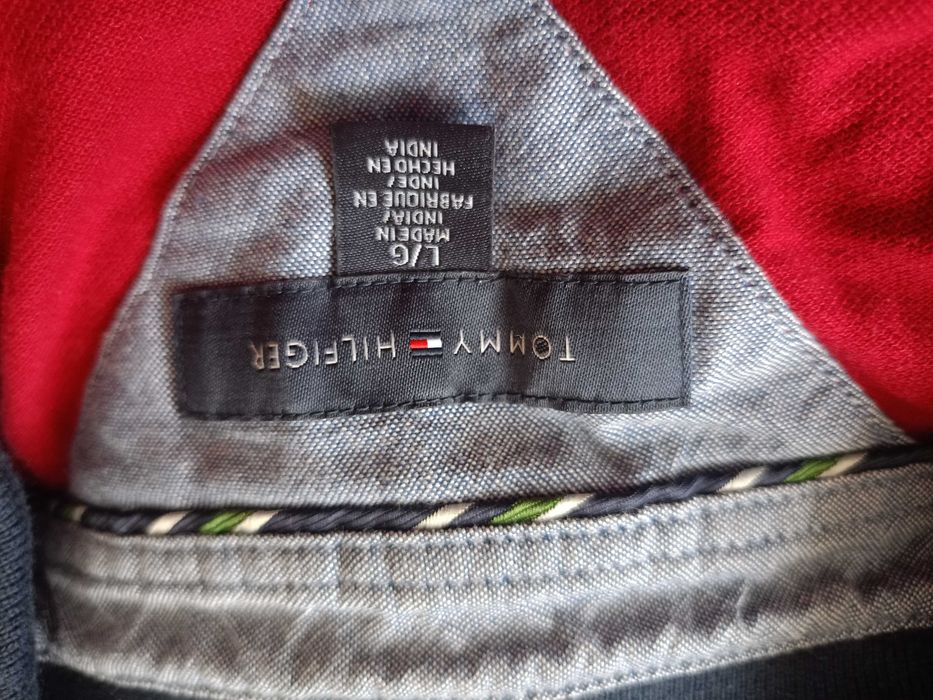 TOMMY HILFIGER
L/G
MADE IN
INDIA/
FABRIQUE EN
INDE/
HECHO EN
INDIA